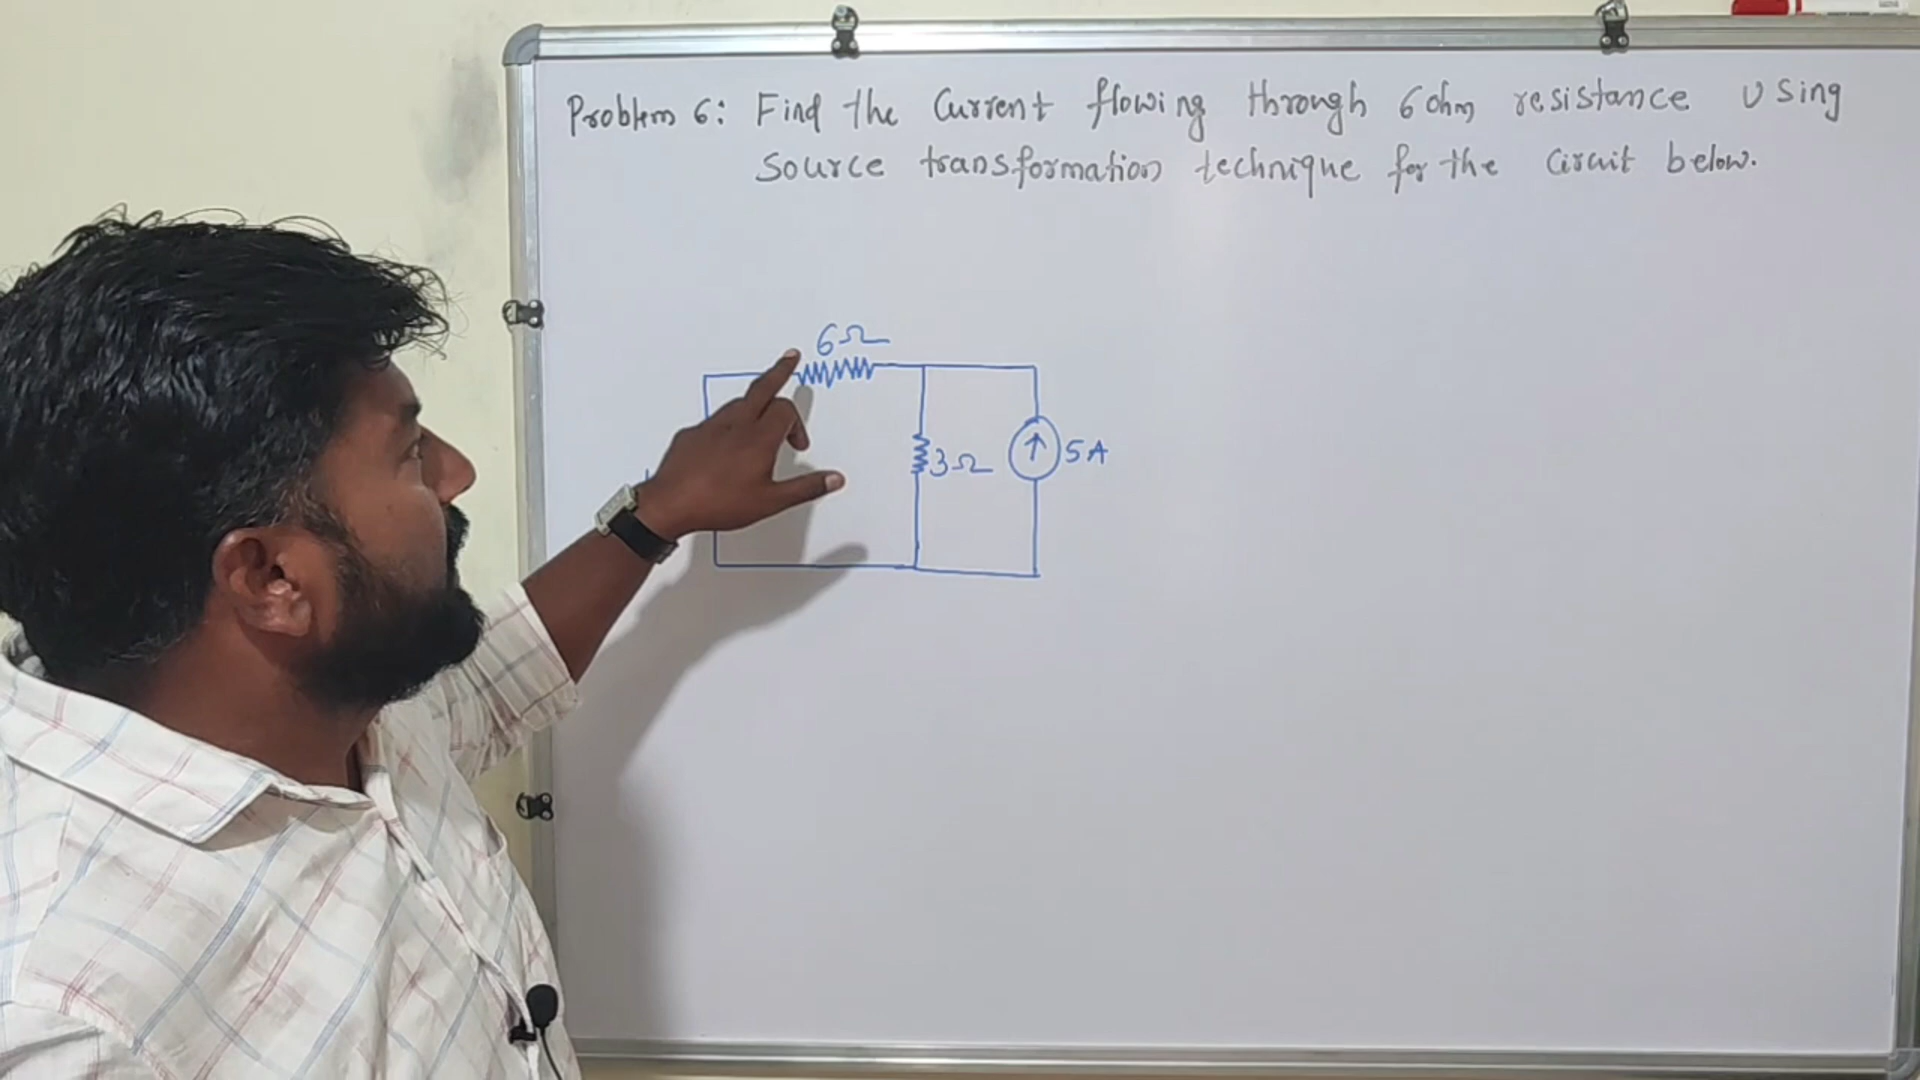 Problem 6: Find the Current flowing through 6 ohm resistance Using
Source transformation technique for the Circuit below.
6Ω
3Ω
5A